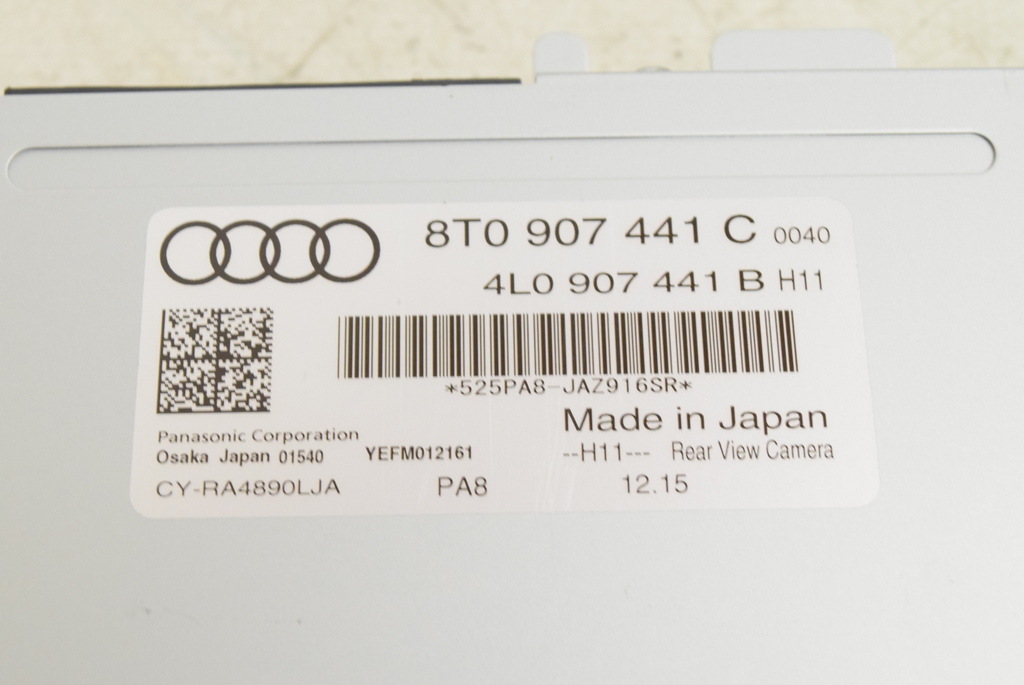 8T0 907 441 C 0040
4L0 907 441 B H11
*525PA8-JAZ916SR*
Made in Japan
Panasonic Corporation
Osaka Japan 01540 YEFM012161 --H11--- Rear View Camera
CY-RA4890LJA PA8 12.15